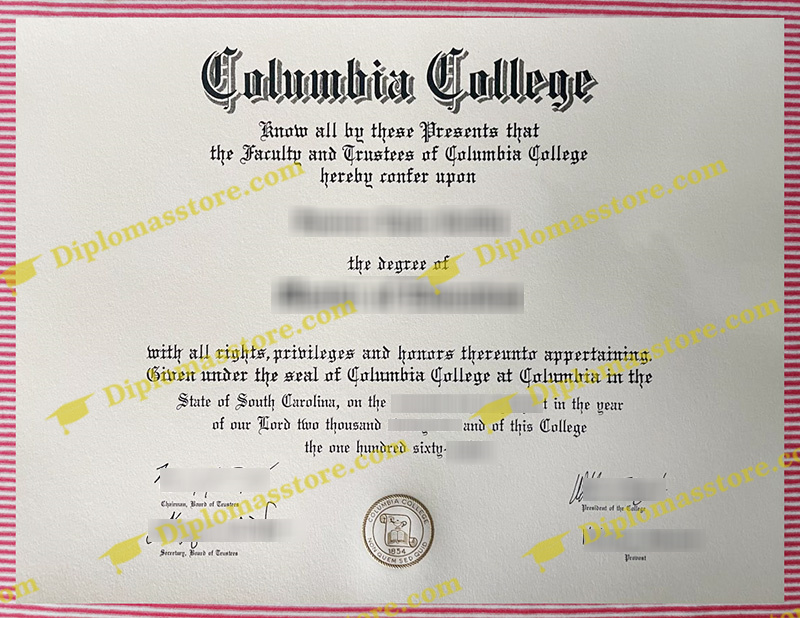 Columbia College
Know all by these Presents that
the Faculty and Trustees of Columbia College
hereby confer upon
the degree of
with all rights, privileges and honors thereunto appertaining.
Given under the seal of Columbia College at Columbia in the
State of South Carolina, on the t in the year
of our Lord two thousand and of this College
the one hundred sixty-
Chairman, Board of Trustees
President of the College
Secretary, Board of Trustees
Provost
COLUMBIA COLLEGE
1854
NON QUEM SED QUID
Diplomasstore.com
Diplomasstore.com
Diplomasstore.com
Diplomasstore.com
Diplomasstore.com
Diplomasstore.com